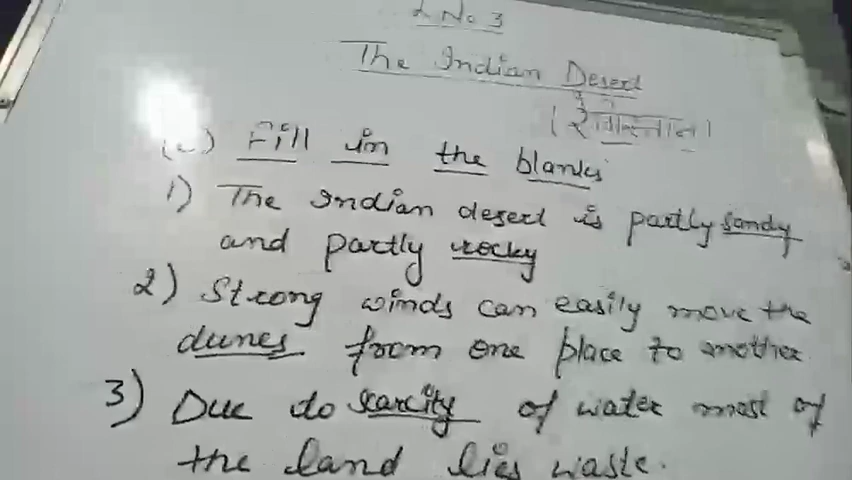 L No 3
The Indian Desert
(रेगिस्तान)
(c) Fill in the blanks
1) The Indian desert is partly sandy
and partly rocky
2) Strong winds can easily move the
dunes from one place to another
3) Due to scarcity of water most of
the land lies waste.